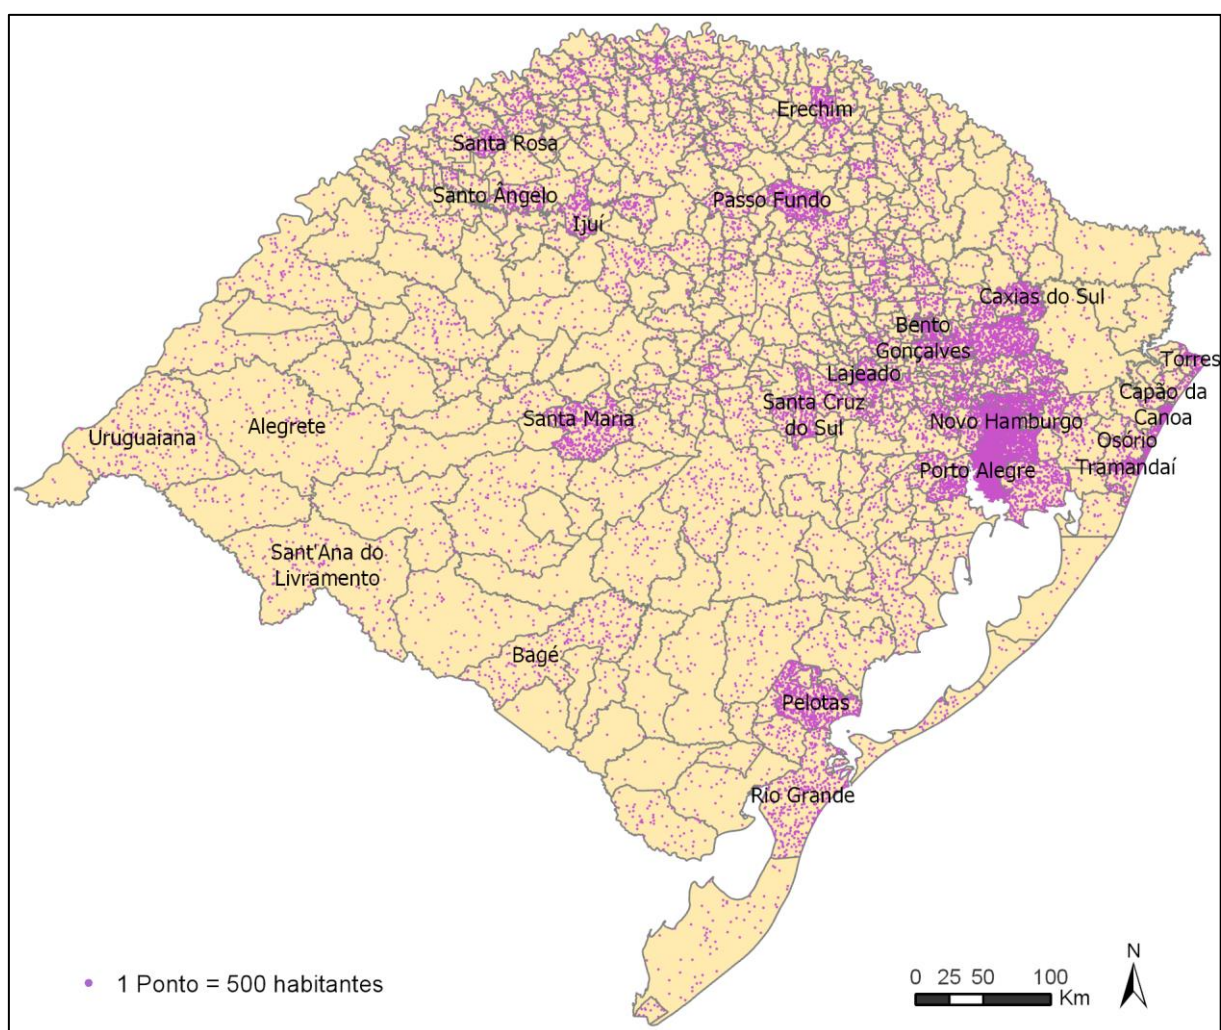 Erechim
Santa Rosa
Santo Ângelo
Passo Fundo
Ijuí
Caxias do Sul
Bento
Gonçalves
Torres
Lajeado
Capão da
Canoa
Santa Cruz
do Sul
Santa Maria
Novo Hamburgo
Alegrete
Uruguaiana
Osório
Porto Alegre
Tramandaí
Sant'Ana do
Livramento
Bagé
Pelotas
Rio Grande
1 Ponto = 500 habitantes
0 25 50 100
Km
N